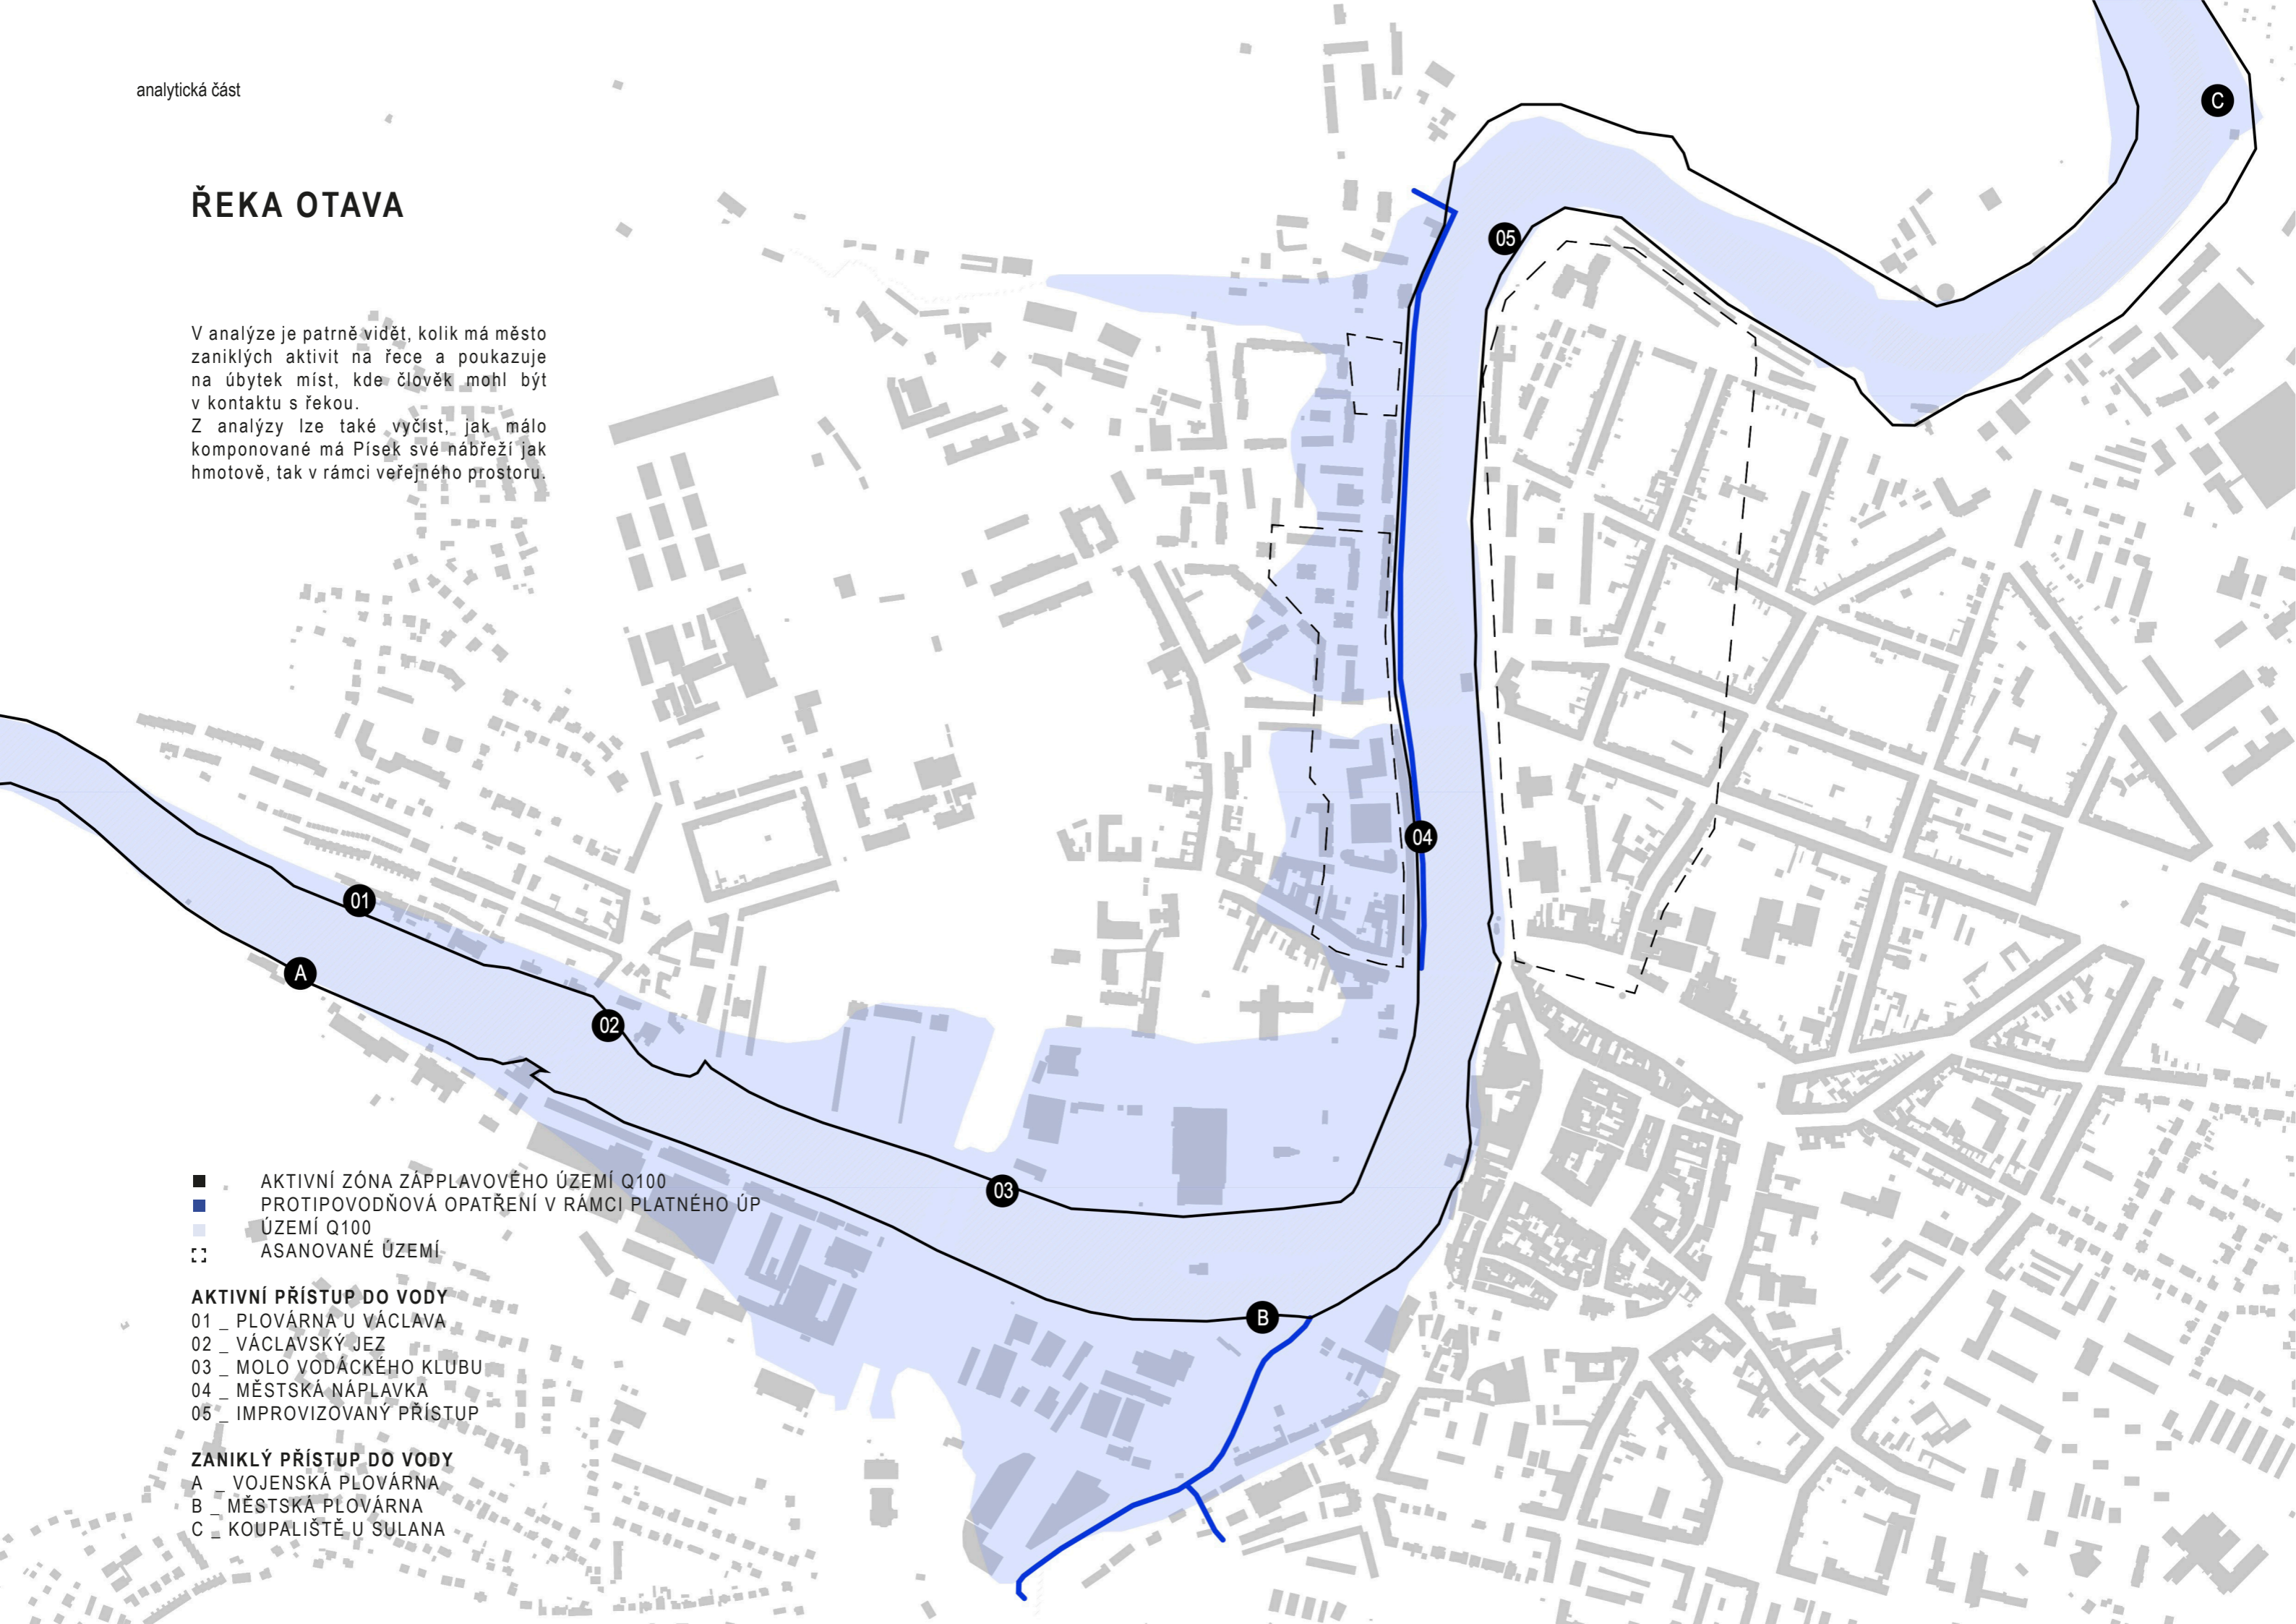 analytická část
ŘEKA OTAVA
V analýze je patrně vidět, kolik má město
zaniklých aktivit na řece a poukazuje
na úbytek míst, kde člověk mohl být
v kontaktu s řekou.
Z analýzy lze také vyčíst, jak málo
komponované má Písek své nábřeží jak
hmotově, tak v rámci veřejného prostoru.
C
05
04
01
A
02
03
B
AKTIVNÍ ZÓNA ZÁPPLAVOVÉHO ÚZEMÍ Q100
PROTIPOVODŇOVÁ OPATŘENÍ V RÁMCI PLATNÉHO ÚP
ÚZEMÍ Q100
ASANOVANÉ ÚZEMÍ
AKTIVNÍ PŘÍSTUP DO VODY
01 _ PLOVÁRNA U VÁCLAVA
02 _ VÁCLAVSKÝ JEZ
03 _ MOLO VODÁCKÉHO KLUBU
04 _ MĚSTSKÁ NÁPLAVKA
05 _ IMPROVIZOVANÝ PŘÍSTUP
ZANIKLÝ PŘÍSTUP DO VODY
A _ VOJENSKÁ PLOVÁRNA
B _ MĚSTSKÁ PLOVÁRNA
C _ KOUPALIŠTĚ U SULANA